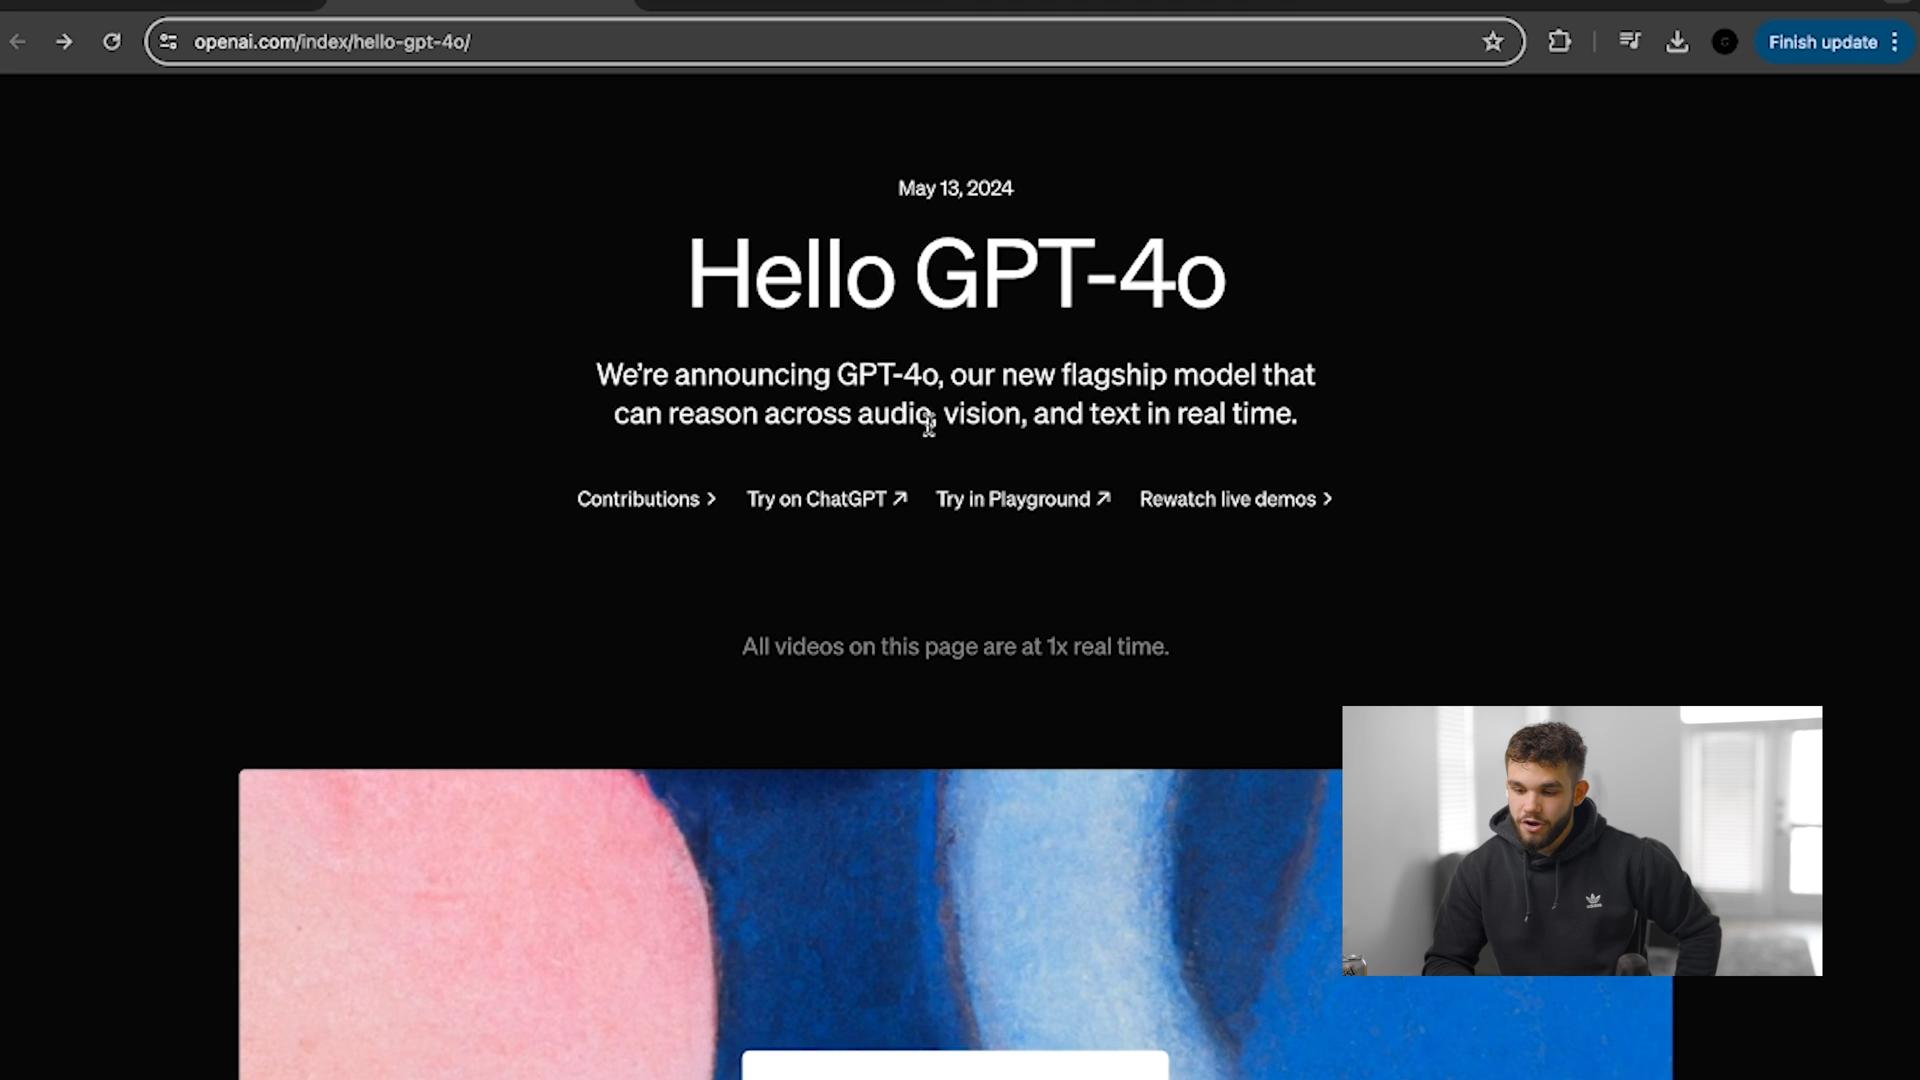 openai.com/index/hello-gpt-4o/
Finish update
May 13, 2024
Hello GPT-4o
We're announcing GPT-4o, our new flagship model that
can reason across audio, vision, and text in real time.
Contributions > Try on ChatGPT ↗ Try in Playground ↗ Rewatch live demos >
All videos on this page are at 1x real time.
adidas